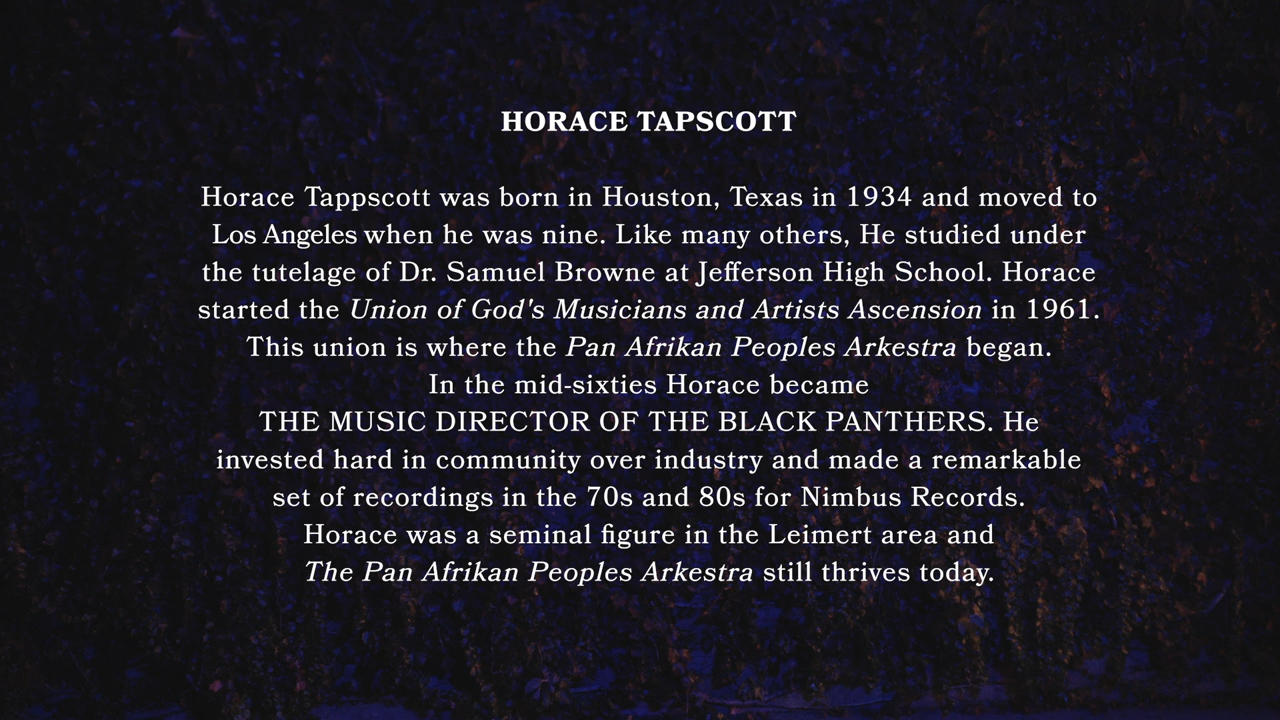 HORACE TAPSCOTT
Horace Tappscott was born in Houston, Texas in 1934 and moved to
Los Angeles when he was nine. Like many others, He studied under
the tutelage of Dr. Samuel Browne at Jefferson High School. Horace
started the Union of God's Musicians and Artists Ascension in 1961.
This union is where the Pan Afrikan Peoples Arkestra began.
In the mid-sixties Horace became
THE MUSIC DIRECTOR OF THE BLACK PANTHERS. He
invested hard in community over industry and made a remarkable
set of recordings in the 70s and 80s for Nimbus Records.
Horace was a seminal figure in the Leimert area and
The Pan Afrikan Peoples Arkestra still thrives today.